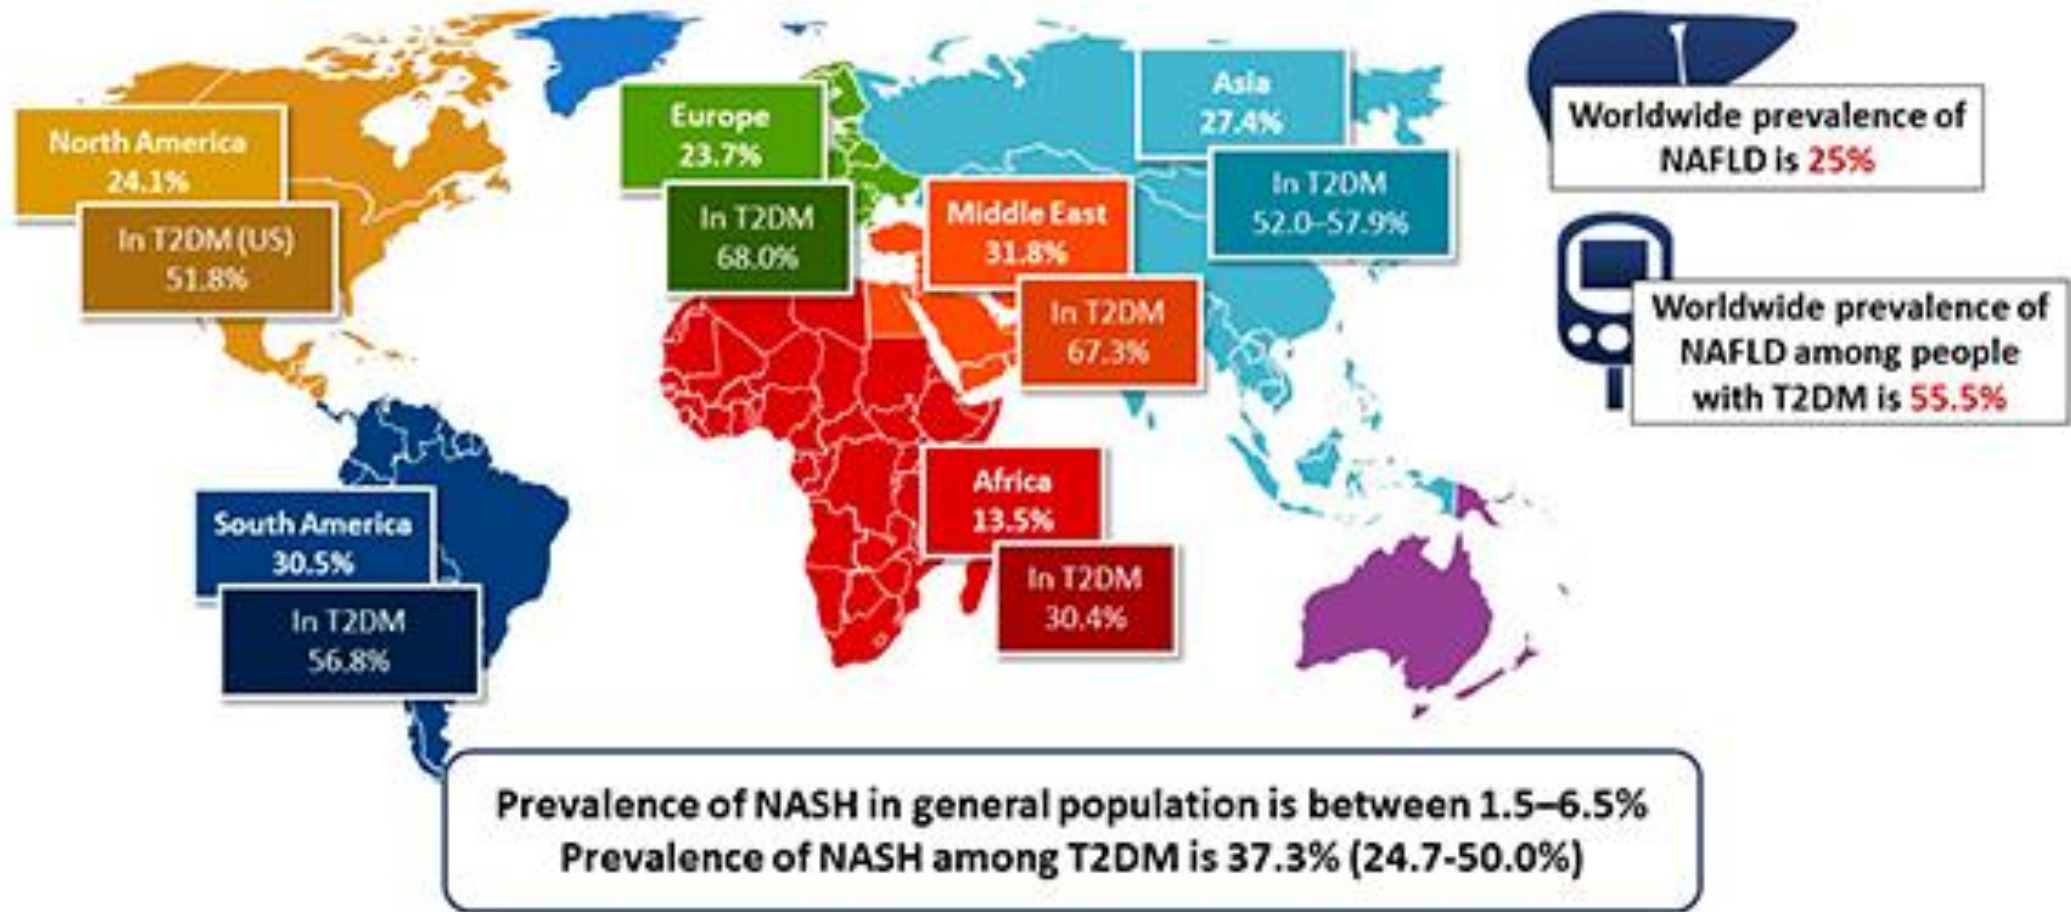 North America
24.1%
In T2DM (US)
51.8%
South America
30.5%
In T2DM
56.8%
Europe
23.7%
In T2DM
68.0%
Middle East
31.8%
In T2DM
67.3%
Africa
13.5%
In T2DM
30.4%
Asia
27.4%
In T2DM
52.0–57.9%
Worldwide prevalence of
NAFLD is 25%
Worldwide prevalence of
NAFLD among people
with T2DM is 55.5%
Prevalence of NASH in general population is between 1.5–6.5%
Prevalence of NASH among T2DM is 37.3% (24.7-50.0%)